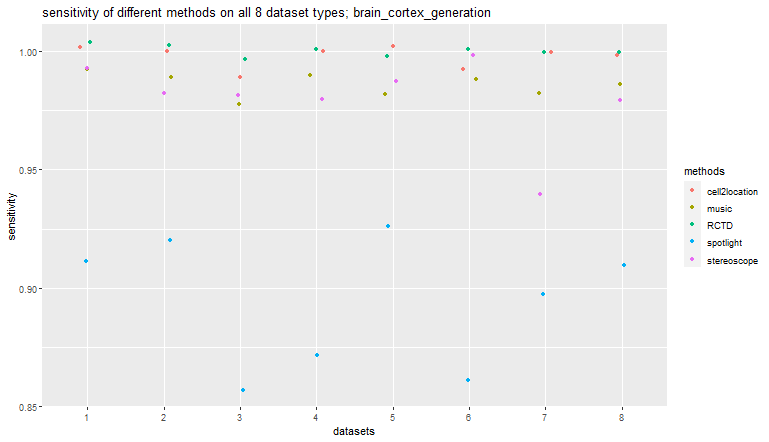 sensitivity of different methods on all 8 dataset types; brain_cortex_generation
sensitivity
1.00
0.95
0.90
0.85
1 2 3 4 5 6 7 8
datasets
methods
cell2location
music
RCTD
spotlight
stereoscope